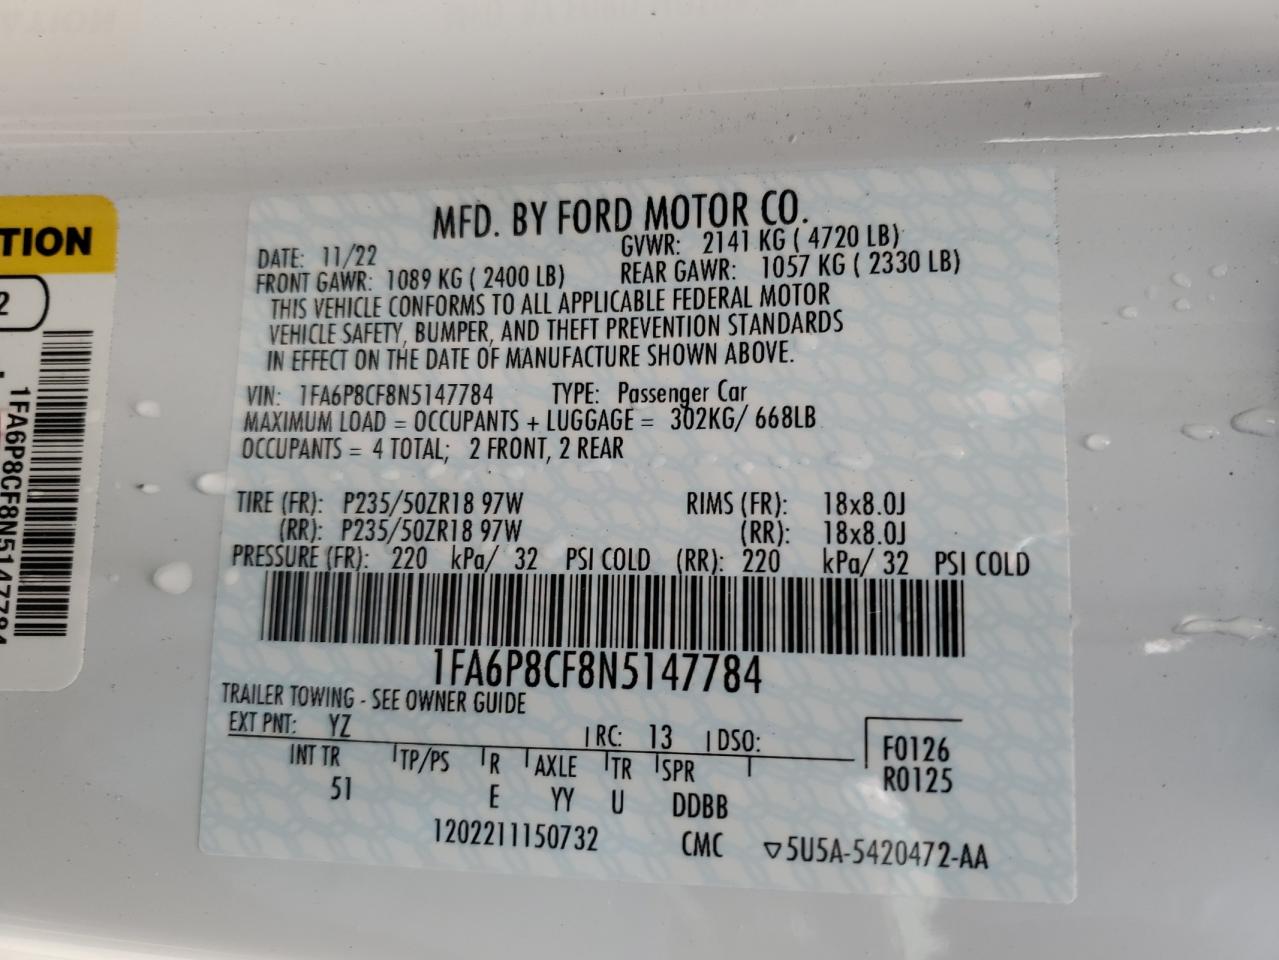 MFD. BY FORD MOTOR CO.
DATE: 11/22 GVWR: 2141 KG ( 4720 LB)
FRONT GAWR: 1089 KG ( 2400 LB) REAR GAWR: 1057 KG ( 2330 LB)
THIS VEHICLE CONFORMS TO ALL APPLICABLE FEDERAL MOTOR
VEHICLE SAFETY, BUMPER, AND THEFT PREVENTION STANDARDS
IN EFFECT ON THE DATE OF MANUFACTURE SHOWN ABOVE.
VIN: 1FA6P8CF8N5147784 TYPE: Passenger Car
MAXIMUM LOAD = OCCUPANTS + LUGGAGE = 302KG/ 668LB
OCCUPANTS = 4 TOTAL; 2 FRONT, 2 REAR
TIRE (FR): P235/50ZR18 97W RIMS (FR): 18x8.0J
(RR): P235/50ZR18 97W (RR): 18x8.0J
PRESSURE (FR): 220 kPa/ 32 PSI COLD (RR): 220 kPa/ 32 PSI COLD
1FA6P8CF8N5147784
TRAILER TOWING - SEE OWNER GUIDE
EXT PNT: YZ RC: 13 DSO:
F0126
R0125
INT TR TP/PS R AXLE TR SPR
51 E YY U DDBB
1202211150732 CMC ▽5U5A-5420472-AA
TION
2
1FA6P8CF8N5147784